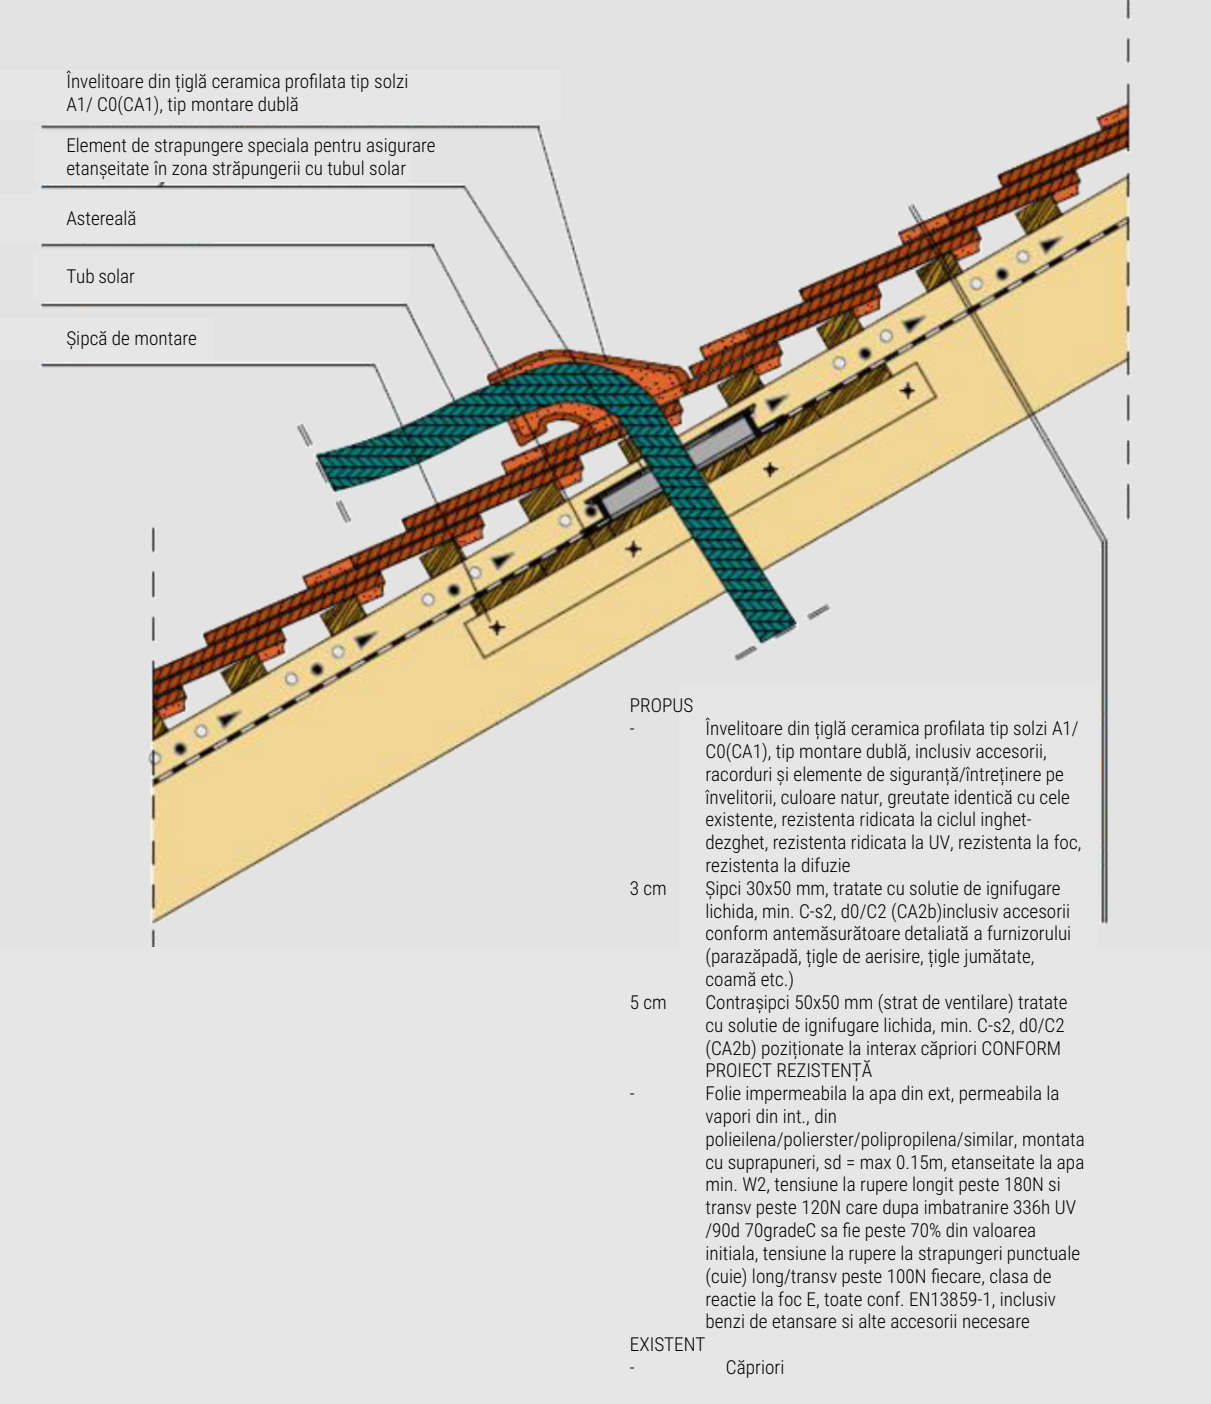 Învelitoare din țiglă ceramica profilata tip solzi
A1/ C0(CA1), tip montare dublă
Element de strapungere speciala pentru asigurare
etanșeitate în zona străpungerii cu tubul solar
Astereală
Tub solar
Șipcă de montare
PROPUS
- Învelitoare din țiglă ceramica profilata tip solzi A1/
C0(CA1), tip montare dublă, inclusiv accesorii,
racorduri și elemente de siguranță/întreținere pe
învelitorii, culoare natur, greutate identică cu cele
existente, rezistenta ridicata la ciclul inghet-
dezghet, rezistenta ridicata la UV, rezistenta la foc,
rezistenta la difuzie
3 cm Șipci 30x50 mm, tratate cu solutie de ignifugare
lichida, min. C-s2, d0/C2 (CA2b)inclusiv accesorii
conform antemăsurătoare detaliată a furnizorului
(parazăpadă, țigle de aerisire, țigle jumătate,
coamă etc.)
5 cm Contrașipci 50x50 mm (strat de ventilare) tratate
cu solutie de ignifugare lichida, min. C-s2, d0/C2
(CA2b) poziționate la interax căpriori CONFORM
PROIECT REZISTENȚĂ
- Folie impermeabila la apa din ext, permeabila la
vapori din int., din
polieilena/polierster/polipropilena/similar, montata
cu suprapuneri, sd = max 0.15m, etanseitate la apa
min. W2, tensiune la rupere longit peste 180N si
transv peste 120N care dupa imbatranire 336h UV
/90d 70gradeC sa fie peste 70% din valoarea
initiala, tensiune la rupere la strapungeri punctuale
(cuie) long/transv peste 100N fiecare, clasa de
reactie la foc E, toate conf. EN13859-1, inclusiv
benzi de etansare si alte accesorii necesare
EXISTENT
- Căpriori